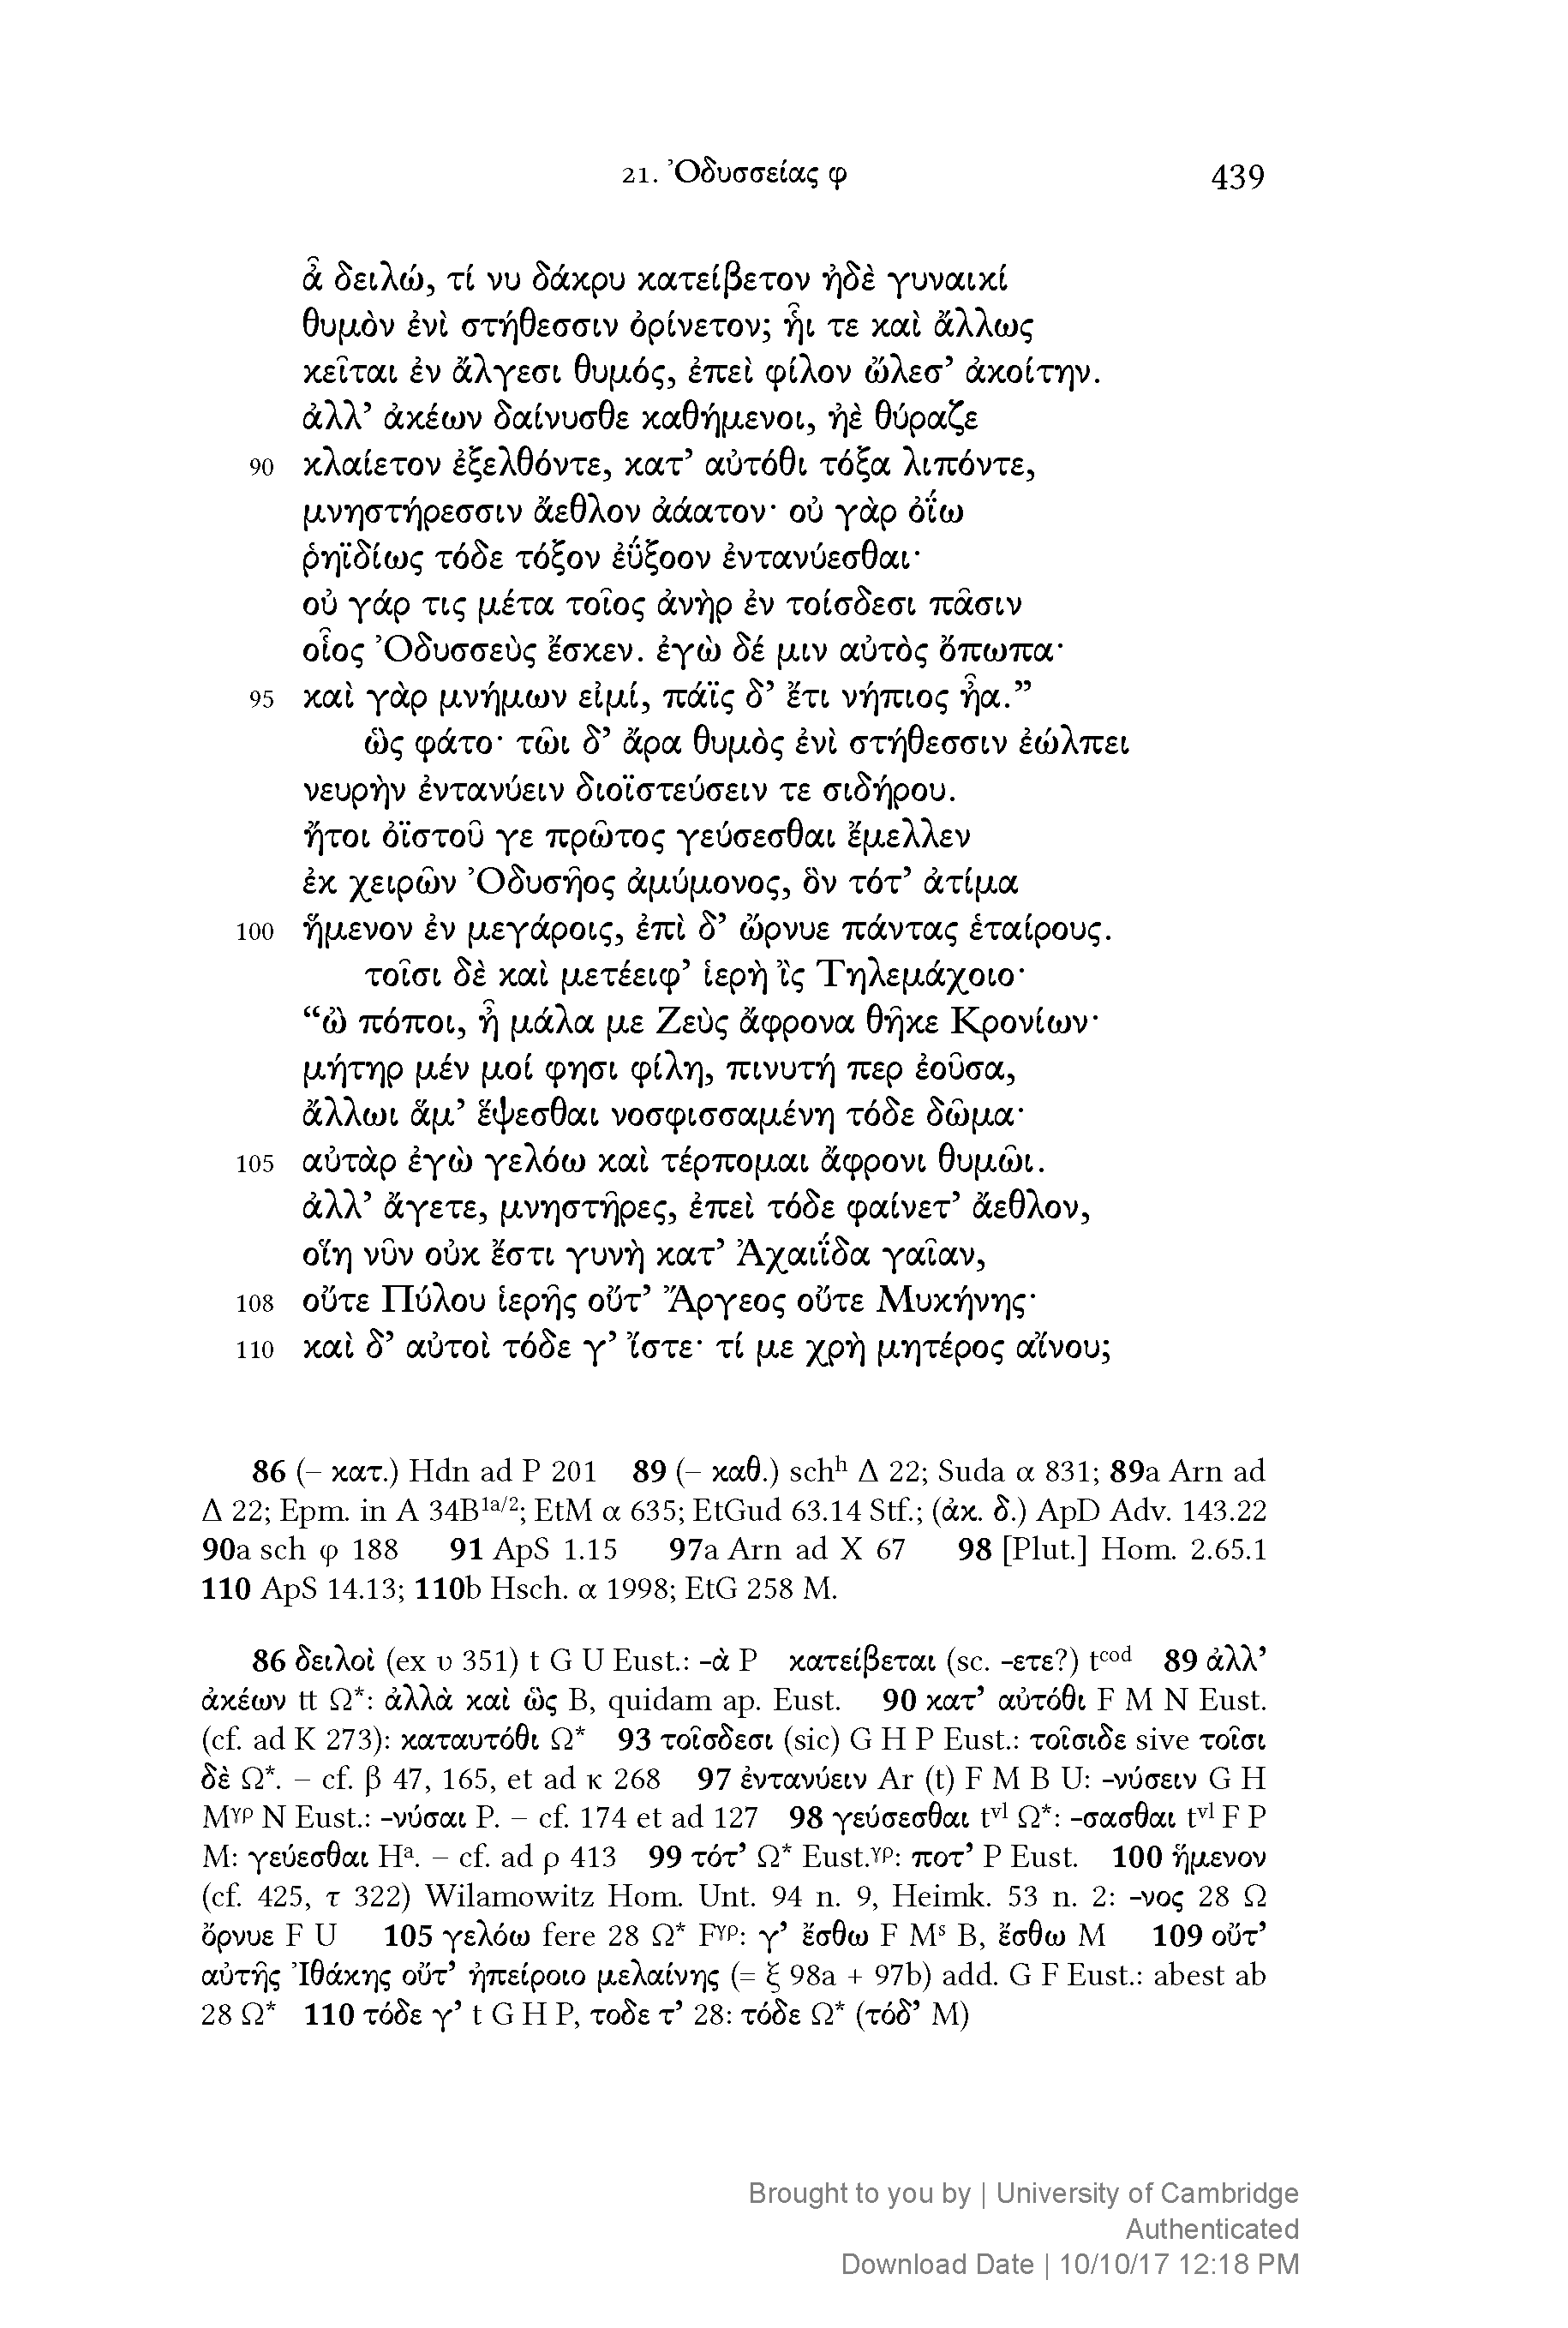 21. Ὀδυσσείας φ 439
ἆ δειλώ, τί νυ δάκρυ κατείβετον ἠδὲ γυναικί
θυμὸν ἐνὶ στήθεσσιν ὀρίνετον; ἧι τε καὶ ἄλλως
κεῖται ἐν ἄλγεσι θυμός, ἐπεὶ φίλον ὤλεσ’ ἀκοίτην.
ἀλλ’ ἀκέων δαίνυσθε καθήμενοι, ἠὲ θύραζε
90 κλαίετον ἐξελθόντε, κατ’ αὐτόθι τόξα λιπόντε,
μνηστήρεσσιν ἄεθλον ἀάατον· οὐ γὰρ ὀΐω
ῥηϊδίως τόδε τόξον ἐΰξοον ἐντανύεσθαι·
οὐ γάρ τις μέτα τοῖος ἀνὴρ ἐν τοίσδεσι πᾶσιν
οἷος Ὀδυσσεὺς ἔσκεν. ἐγὼ δέ μιν αὐτὸς ὄπωπα·
95 καὶ γὰρ μνήμων εἰμί, πάϊς δ’ ἔτι νήπιος ἦα.”
ὣς φάτο· τῶι δ’ ἄρα θυμὸς ἐνὶ στήθεσσιν ἐώλπει
νευρὴν ἐντανύειν διοϊστεύσειν τε σιδήρου.
ἤτοι ὀϊστοῦ γε πρῶτος γεύσεσθαι ἔμελλεν
ἐκ χειρῶν Ὀδυσῆος ἀμύμονος, ὃν τότ’ ἀτίμα
100 ἥμενον ἐν μεγάροις, ἐπὶ δ’ ὤρνυε πάντας ἑταίρους.
τοῖσι δὲ καὶ μετέειφ’ ἱερὴ ἲς Τηλεμάχοιο·
“ὢ πόποι, ἦ μάλα με Ζεὺς ἄφρονα θῆκε Κρονίων·
μήτηρ μέν μοί φησι φίλη, πινυτή περ ἐοῦσα,
ἄλλωι ἅμ’ ἕψεσθαι νοσφισσαμένη τόδε δῶμα·
105 αὐτὰρ ἐγὼ γελόω καὶ τέρπομαι ἄφρονι θυμῶι.
ἀλλ’ ἄγετε, μνηστῆρες, ἐπεὶ τόδε φαίνετ’ ἄεθλον,
οἵη νῦν οὐκ ἔστι γυνὴ κατ’ Ἀχαιΐδα γαῖαν,
108 οὔτε Πύλου ἱερῆς οὔτ’ Ἄργεος οὔτε Μυκήνης·
110 καὶ δ’ αὐτοὶ τόδε γ’ ἴστε· τί με χρὴ μητέρος αἴνου;
86 (– κατ.) Hdn ad P 201 89 (– καθ.) schʰ Δ 22; Suda α 831; 89a Arn ad
Δ 22; Epm. in A 34B¹ᵃ/²; EtM α 635; EtGud 63.14 Stf.; (ἀκ. δ.) ApD Adv. 143.22
90a sch φ 188 91 ApS 1.15 97a Arn ad X 67 98 [Plut.] Hom. 2.65.1
110 ApS 14.13; 110b Hsch. α 1998; EtG 258 M.
86 δειλοὶ (ex υ 351) t G U Eust.: -ὰ P κατείβεται (sc. -ετε?) tᶜᵒᵈ 89 ἀλλ’
ἀκέων tt Ω*: ἀλλὰ καὶ ὣς B, quidam ap. Eust. 90 κατ’ αὐτόθι F M N Eust.
(cf. ad K 273): καταυτόθι Ω* 93 τοῖσδεσι (sic) G H P Eust.: τοῖσιδε sive τοῖσι
δὲ Ω*. – cf. β 47, 165, et ad κ 268 97 ἐντανύειν Ar (t) F M B U: -νύσειν G H
Mᵞᵖ N Eust.: -νύσαι P. – cf. 174 et ad 127 98 γεύσεσθαι tᵛˡ Ω*: -σασθαι tᵛˡ F P
M: γεύεσθαι Hᵃ. – cf. ad ρ 413 99 τότ’ Ω* Eust.ᵞᵖ: ποτ’ P Eust. 100 ἥμενον
(cf. 425, τ 322) Wilamowitz Hom. Unt. 94 n. 9, Heimk. 53 n. 2: -νος 28 Ω
ὄρνυε F U 105 γελόω fere 28 Ω* Fᵞᵖ: γ’ ἔσθω F Mˢ B, ἔσθω M 109 οὔτ’
αὐτῆς Ἰθάκης οὔτ’ ἠπείροιο μελαίνης (= ξ 98a + 97b) add. G F Eust.: abest ab
28 Ω* 110 τόδε γ’ t G H P, τοδε τ’ 28: τόδε Ω* (τόδ’ M)
Brought to you by | University of Cambridge
Authenticated
Download Date | 10/10/17 12:18 PM